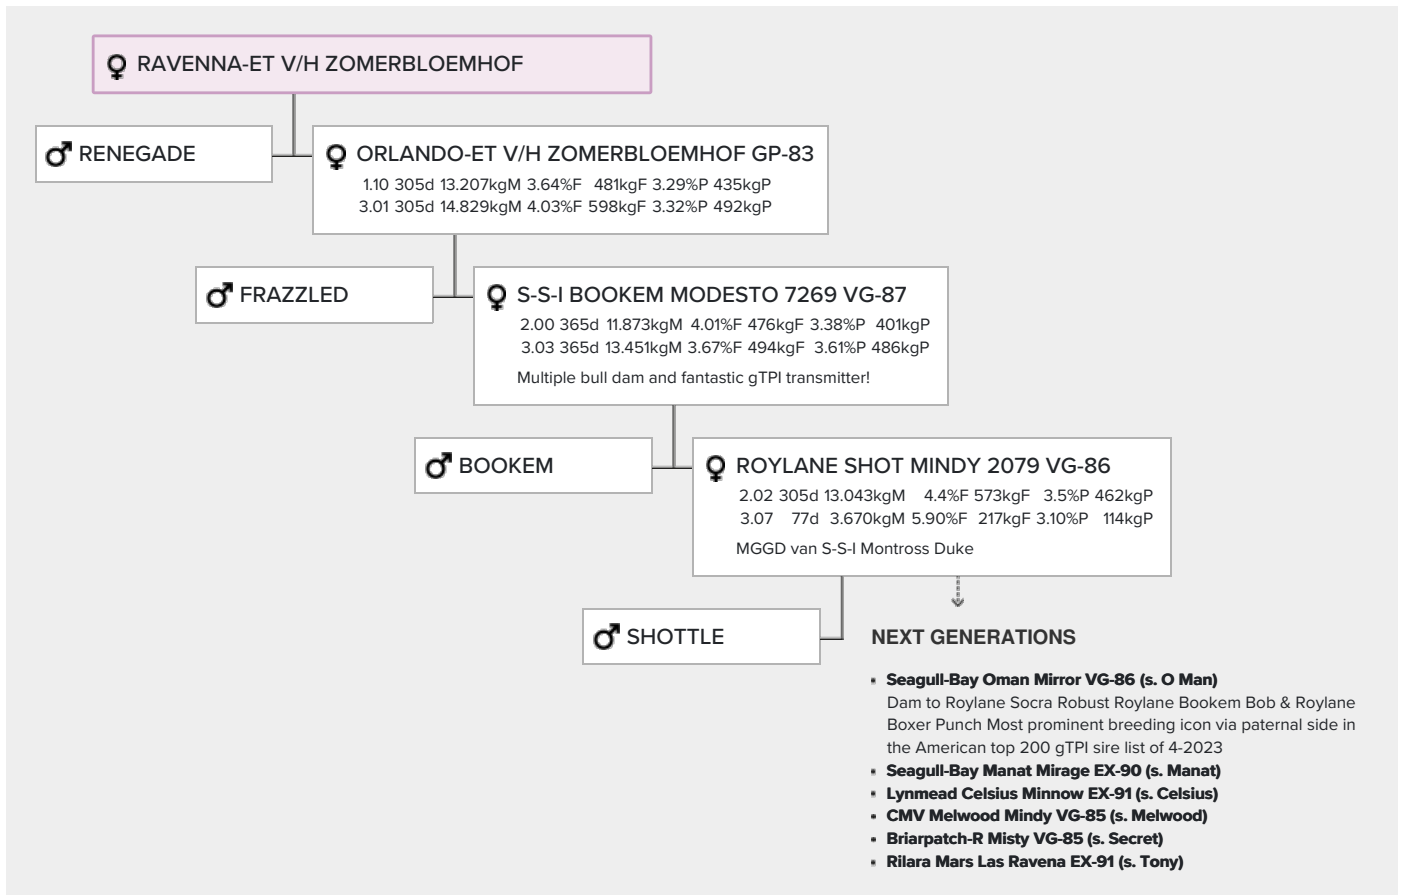 RAVENNA-ET V/H ZOMERBLOEMHOF
RENEGADE
ORLANDO-ET V/H ZOMERBLOEMHOF GP-83
1.10 305d 13.207kgM 3.64%F 481kgF 3.29%P 435kgP
3.01 305d 14.829kgM 4.03%F 598kgF 3.32%P 492kgP
FRAZZLED
S-S-I BOOKEM MODESTO 7269 VG-87
2.00 365d 11.873kgM 4.01%F 476kgF 3.38%P 401kgP
3.03 365d 13.451kgM 3.67%F 494kgF 3.61%P 486kgP
Multiple bull dam and fantastic gTPI transmitter!
BOOKEM
ROYLANE SHOT MINDY 2079 VG-86
2.02 305d 13.043kgM 4.4%F 573kgF 3.5%P 462kgP
3.07 77d 3.670kgM 5.90%F 217kgF 3.10%P 114kgP
MGGD van S-S-I Montross Duke
SHOTTLE
NEXT GENERATIONS
▪ Seagull-Bay Oman Mirror VG-86 (s. O Man)
Dam to Roylane Socra Robust Roylane Bookem Bob & Roylane
Boxer Punch Most prominent breeding icon via paternal side in
the American top 200 gTPI sire list of 4-2023
▪ Seagull-Bay Manat Mirage EX-90 (s. Manat)
▪ Lynmead Celsius Minnow EX-91 (s. Celsius)
▪ CMV Melwood Mindy VG-85 (s. Melwood)
▪ Briarpatch-R Misty VG-85 (s. Secret)
▪ Rilara Mars Las Ravena EX-91 (s. Tony)